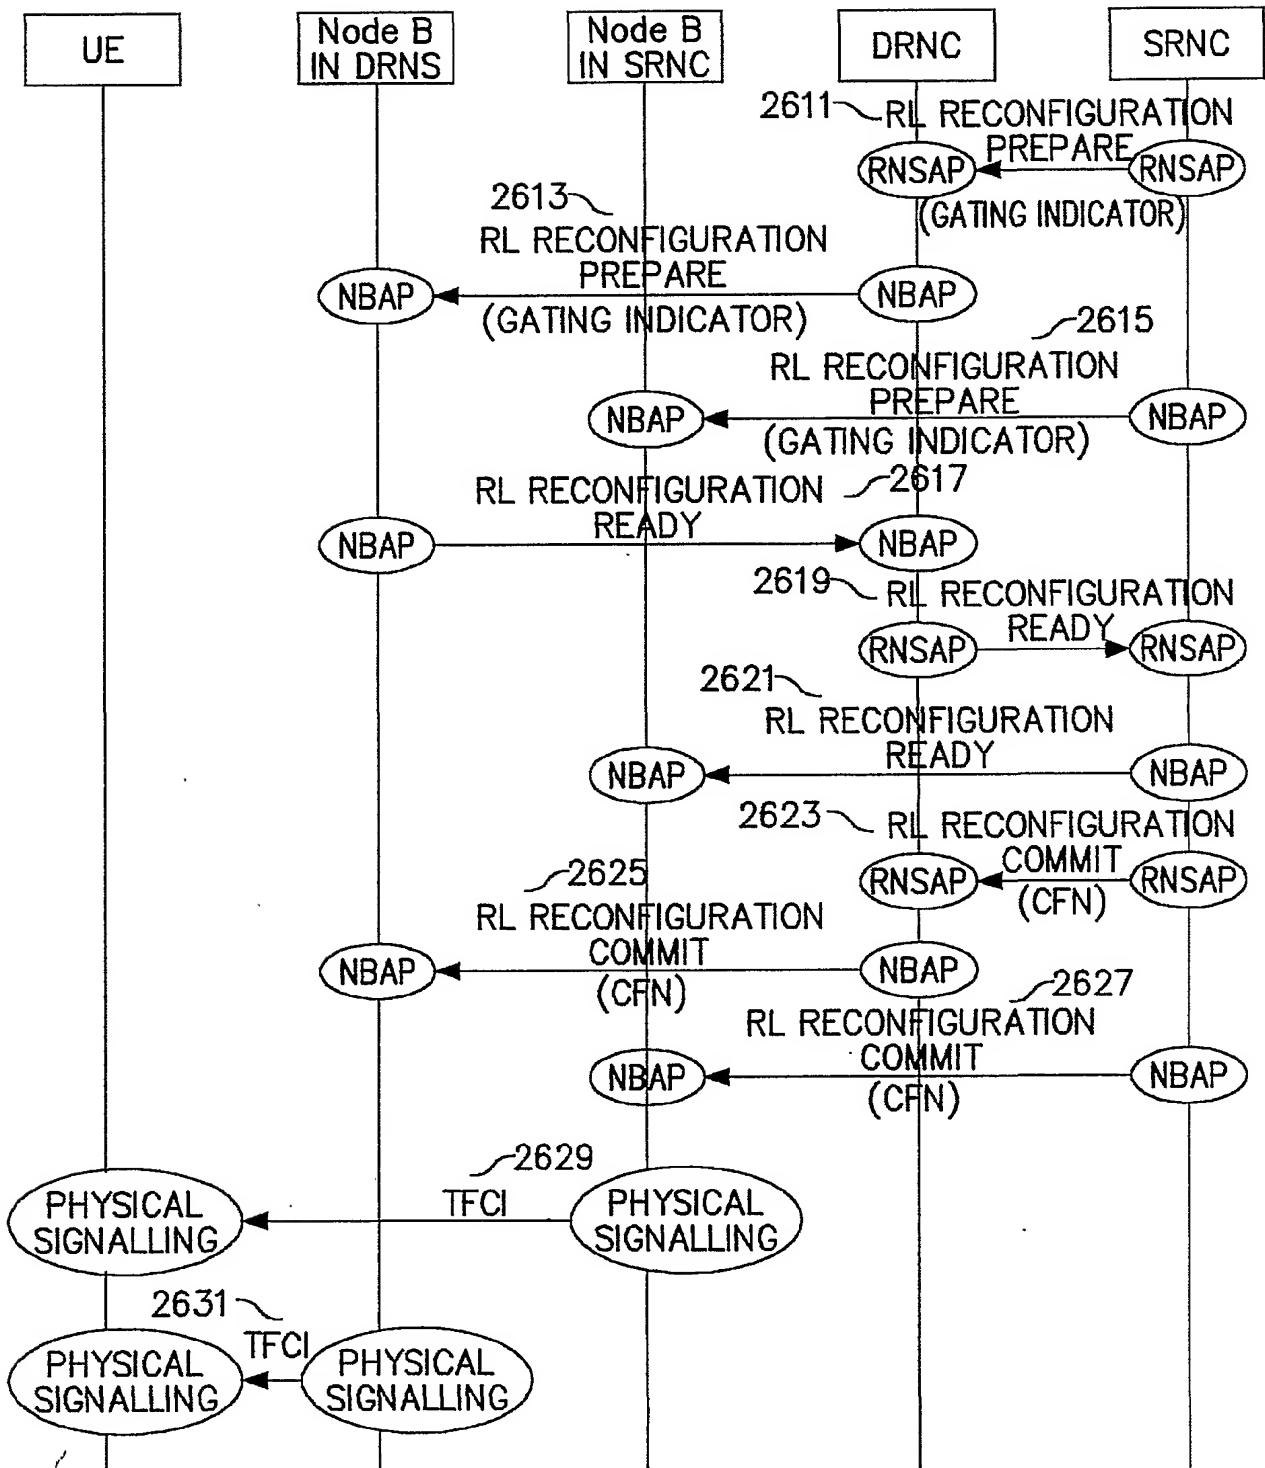 UE
Node B
IN DRNS
Node B
IN SRNC
DRNC
SRNC
2611
RL RECONFIGURATION
PREPARE
RNSAP
RNSAP
(GATING INDICATOR)
2613
RL RECONFIGURATION
PREPARE
NBAP
NBAP
(GATING INDICATOR)
2615
RL RECONFIGURATION
PREPARE
NBAP
NBAP
(GATING INDICATOR)
2617
RL RECONFIGURATION
READY
NBAP
NBAP
2619
RL RECONFIGURATION
READY
RNSAP
RNSAP
2621
RL RECONFIGURATION
READY
NBAP
NBAP
2623
RL RECONFIGURATION
COMMIT
RNSAP
RNSAP
(CFN)
2625
RL RECONFIGURATION
COMMIT
NBAP
NBAP
(CFN)
2627
RL RECONFIGURATION
COMMIT
NBAP
NBAP
(CFN)
2629
PHYSICAL
SIGNALLING
TFCI
PHYSICAL
SIGNALLING
2631
PHYSICAL
SIGNALLING
TFCI
PHYSICAL
SIGNALLING